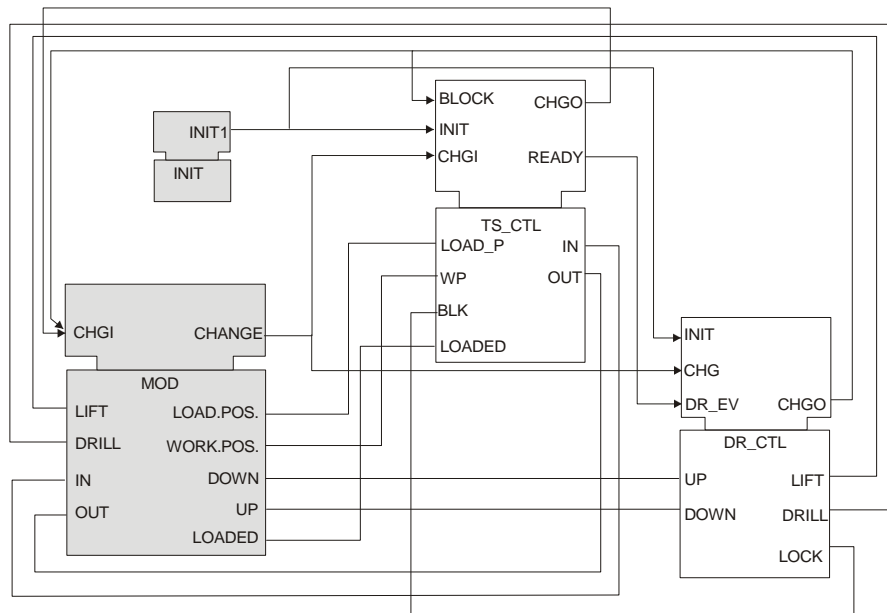 BLOCK
CHGO
INIT1
INIT
CHGI
READY
INIT
TS_CTL
LOAD_P
IN
WP
OUT
BLK
LOADED
CHGI
CHANGE
INIT
CHG
DR_EV
CHGO
MOD
LIFT
LOAD.POS.
DRILL
WORK.POS.
IN
DOWN
OUT
UP
LOADED
DR_CTL
UP
LIFT
DOWN
DRILL
LOCK